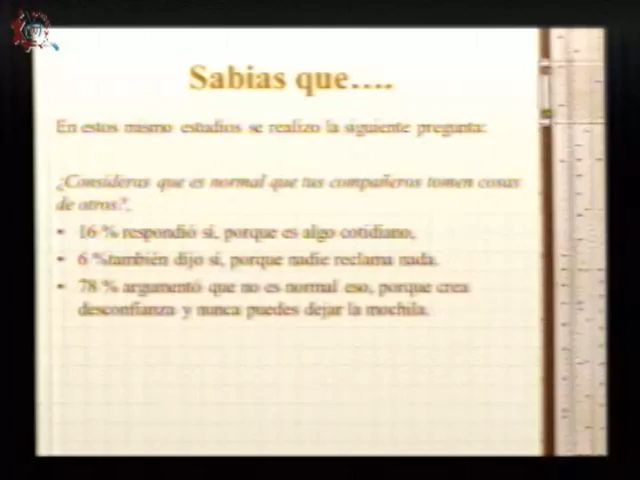 Sabias que....
En estos mismo estudios se realizo la siguiente pregunta:
¿Consideras que es normal que tus compañeros tomen cosas
de otros?,
• 16 % respondió sí, porque es algo cotidiano,
• 6 %también dijo sí, porque nadie reclama nada.
• 78 % argumentó que no es normal eso, porque crea
desconfianza y nunca puedes dejar la mochila.